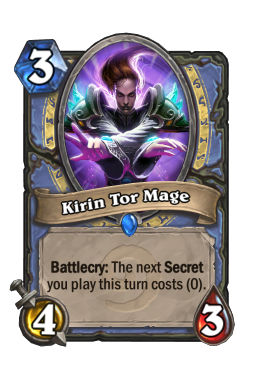 3
Kirin Tor Mage
Battlecry: The next Secret
you play this turn costs (0).
4
3